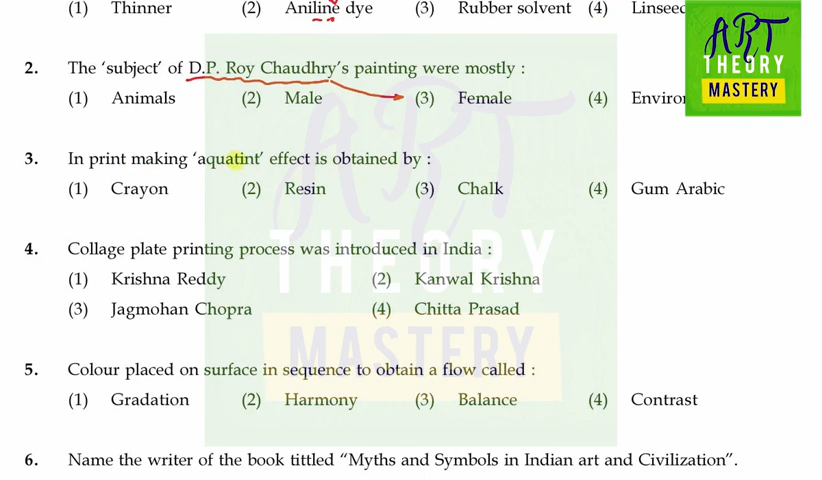 (1) Thinner (2) Aniline dye (3) Rubber solvent (4) Linseed
2. The ‘subject’ of D.P. Roy Chaudhry’s painting were mostly :
(1) Animals (2) Male (3) Female (4)
ART
THEORY
MASTERY
3. In print making ‘aquatint’ effect is obtained by :
(1) Crayon (2) Resin (3) Chalk (4) Gum Arabic
4. Collage plate printing process was introduced in India :
(1) Krishna Reddy (2) Kanwal Krishna
(3) Jagmohan Chopra (4) Chitta Prasad
ART
THEORY
MASTERY
5. Colour placed on surface in sequence to obtain a flow called :
(1) Gradation (2) Harmony (3) Balance (4) Contrast
6. Name the writer of the book tittled “Myths and Symbols in Indian art and Civilization”.